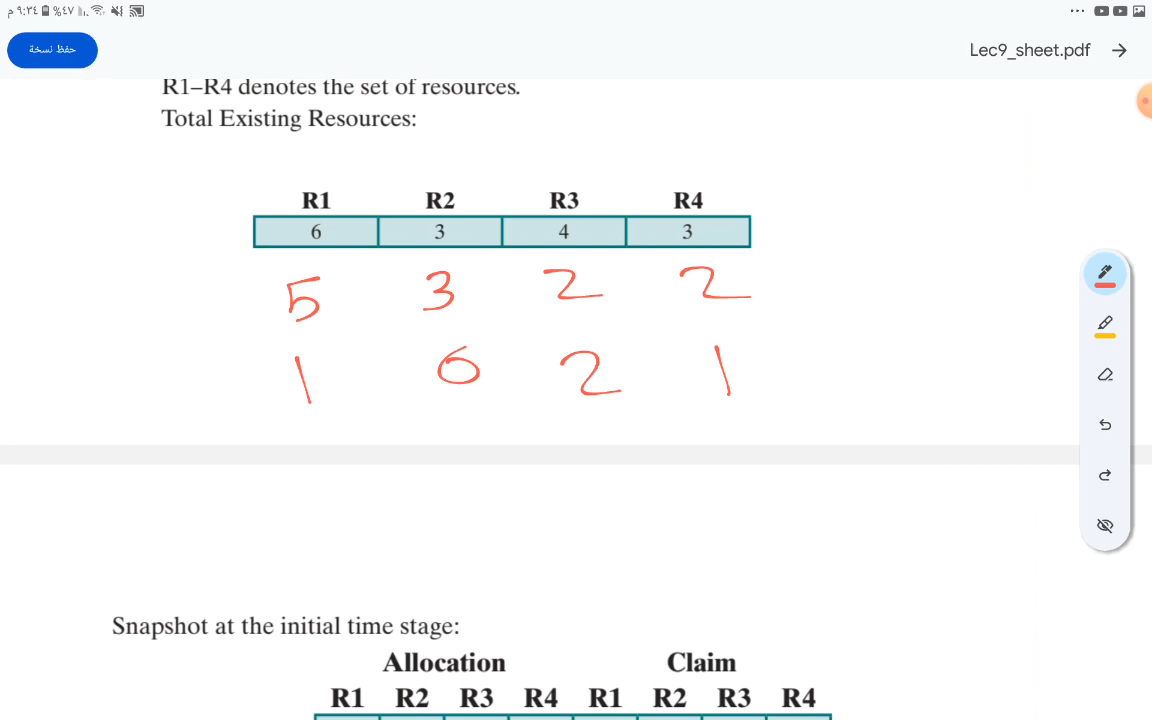 ٩:٣٤ م ٤٧%
حفظ نسخة
Lec9_sheet.pdf
R1–R4 denotes the set of resources.
Total Existing Resources:
R1 R2 R3 R4
6 3 4 3
5 3 2 2
1 0 2 1
Snapshot at the initial time stage:
Allocation Claim
R1 R2 R3 R4 R1 R2 R3 R4